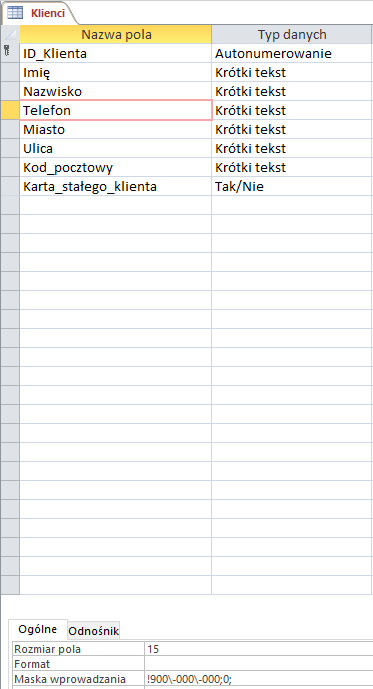 Klienci
Nazwa pola Typ danych
ID_Klienta Autonumerowanie
Imię Krótki tekst
Nazwisko Krótki tekst
Telefon Krótki tekst
Miasto Krótki tekst
Ulica Krótki tekst
Kod_pocztowy Krótki tekst
Karta_stałego_klienta Tak/Nie
Ogólne Odnośnik
Rozmiar pola 15
Format
Maska wprowadzania !900\-000\-000;0;